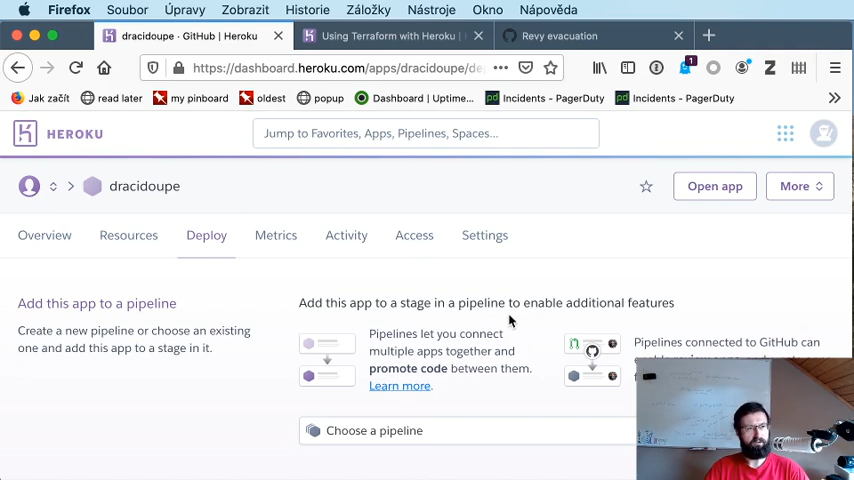 Firefox Soubor Úpravy Zobrazit Historie Záložky Nástroje Okno Nápověda
dracidoupe · GitHub | Heroku
Using Terraform with Heroku |
Revy evacuation
https://dashboard.heroku.com/apps/dracidoupe/de
1
Jak začít read later my pinboard oldest popup Dashboard | Uptime... Incidents - PagerDuty Incidents - PagerDuty
HEROKU
Jump to Favorites, Apps, Pipelines, Spaces...
dracidoupe
Open app
More
Overview Resources Deploy Metrics Activity Access Settings
Add this app to a pipeline
Create a new pipeline or choose an existing
one and add this app to a stage in it.
Add this app to a stage in a pipeline to enable additional features
Pipelines let you connect
multiple apps together and
promote code between them.
Learn more.
Pipelines connected to GitHub can
Choose a pipeline